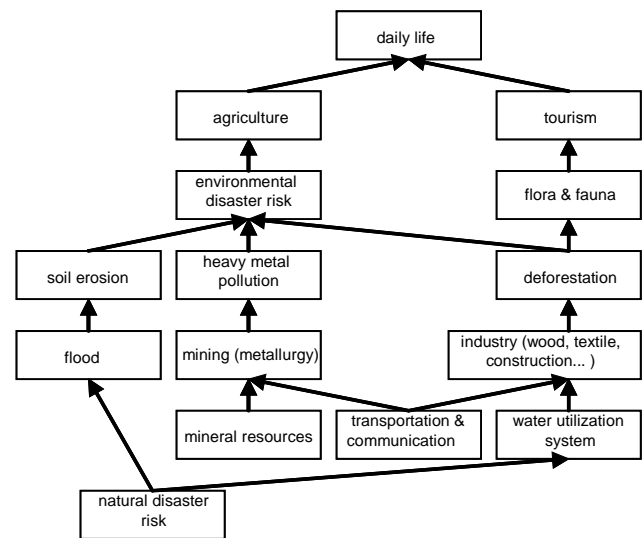 daily life
agriculture
tourism
environmental
disaster risk
flora & fauna
soil erosion
heavy metal
pollution
deforestation
flood
mining (metallurgy)
industry (wood, textile,
construction... )
mineral resources
transportation &
communication
water utilization
system
natural disaster
risk